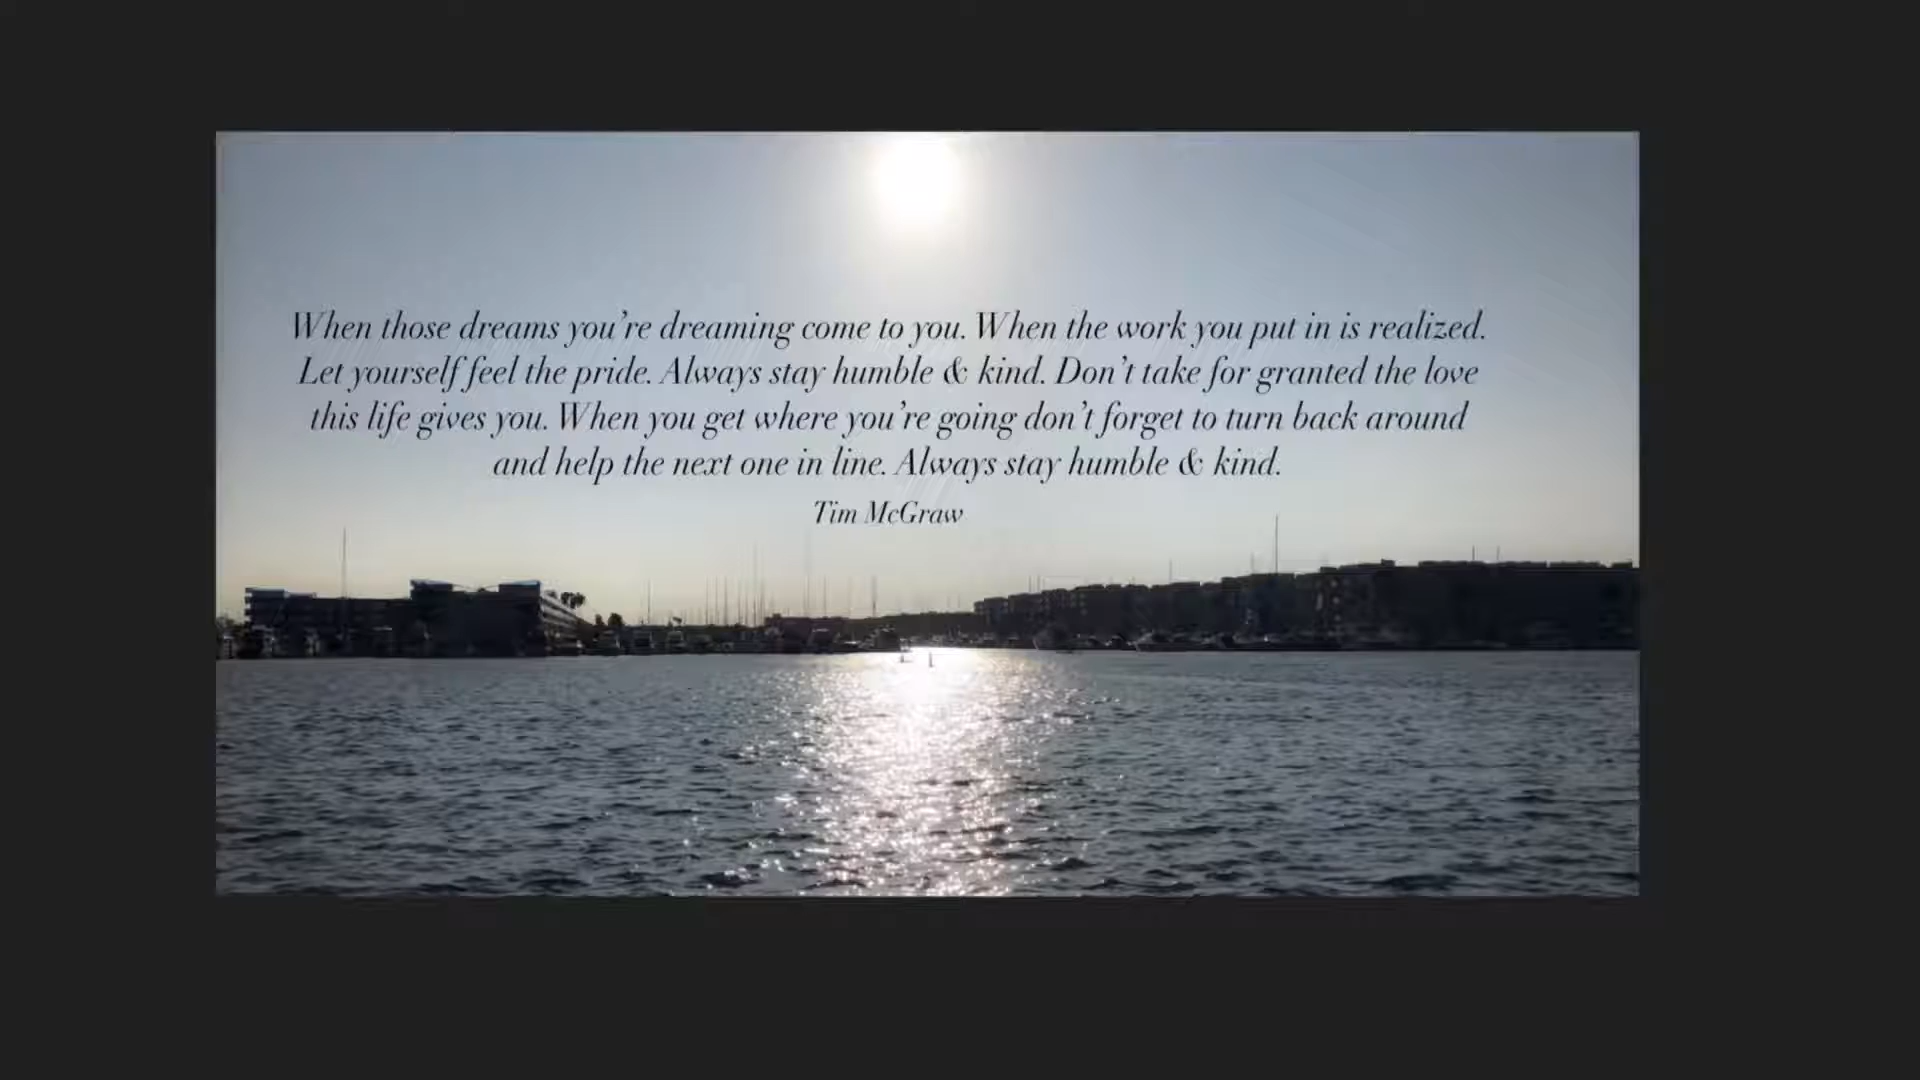 When those dreams you're dreaming come to you. When the work you put in is realized.
Let yourself feel the pride. Always stay humble & kind. Don't take for granted the love
this life gives you. When you get where you're going don't forget to turn back around
and help the next one in line. Always stay humble & kind.
Tim McGraw